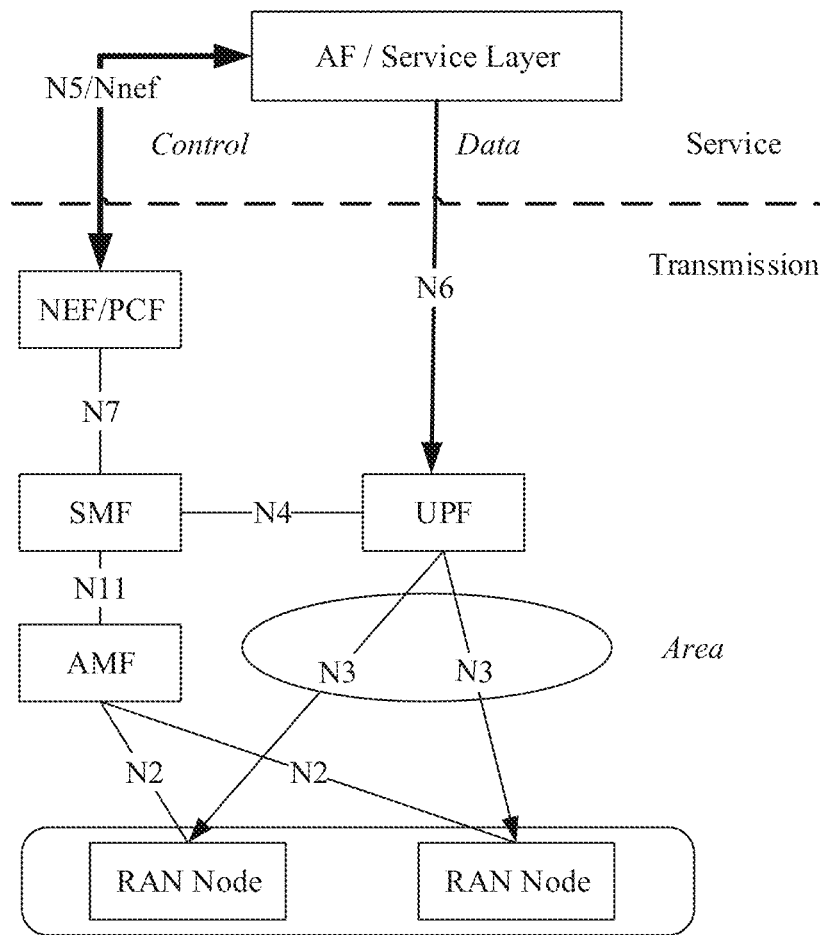 AF / Service Layer
N5/Nnef
Control
Data
Service
Transmission
N6
NEF/PCF
N7
SMF
N4
UPF
N11
AMF
N3
N3
Area
N2
N2
RAN Node
RAN Node